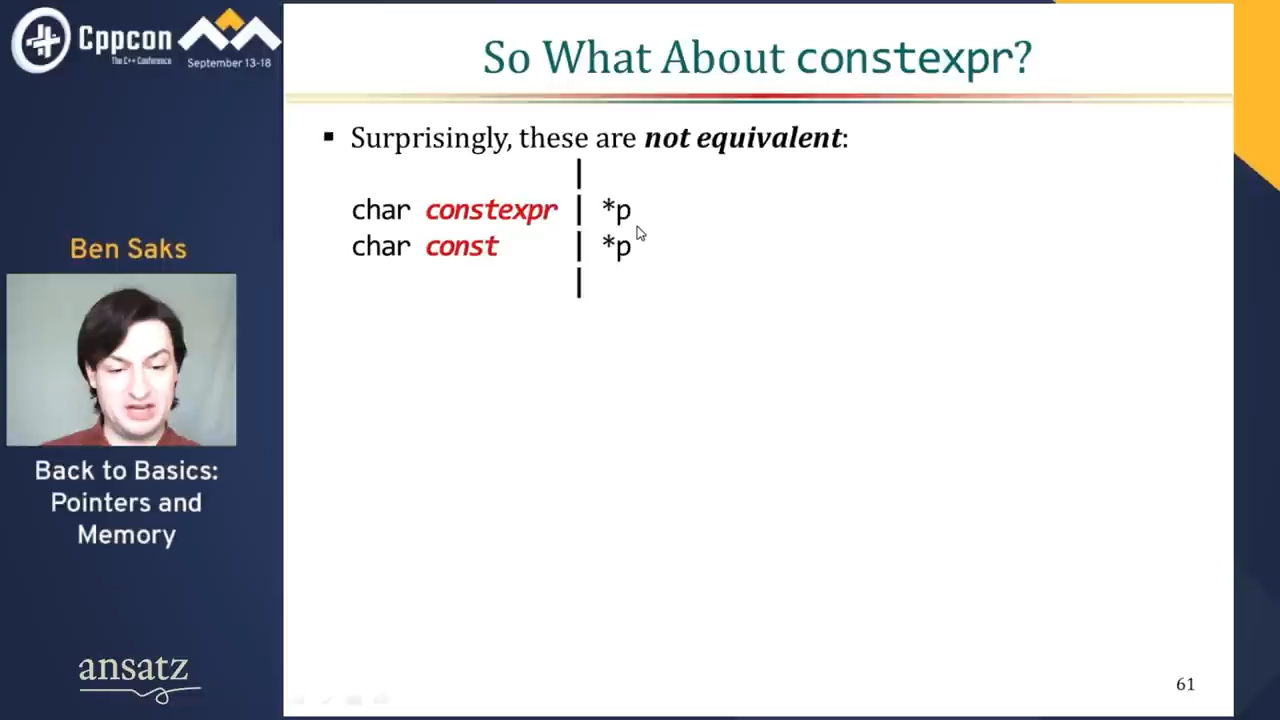 Cppcon
The C++ Conference
September 13-18
Ben Saks
Back to Basics:
Pointers and
Memory
ansatz
So What About constexpr?
▪ Surprisingly, these are not equivalent:
|
char constexpr | *p
char const | *p
|
61